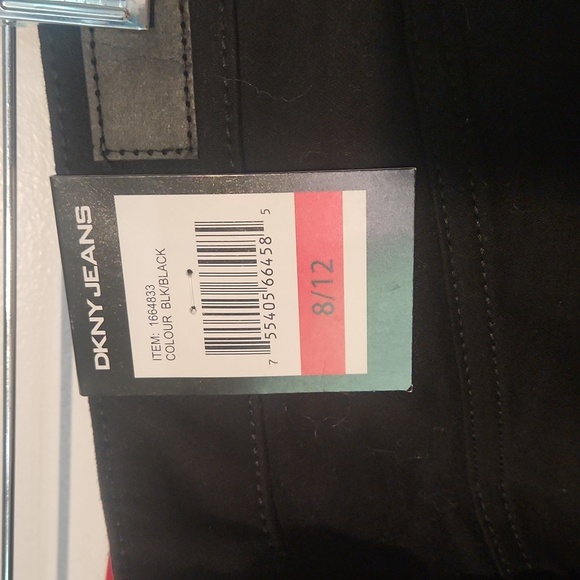 DKNY JEANS
ITEM: 1664833
COLOUR BLK/BLACK
7 55405 66458 5
8/12